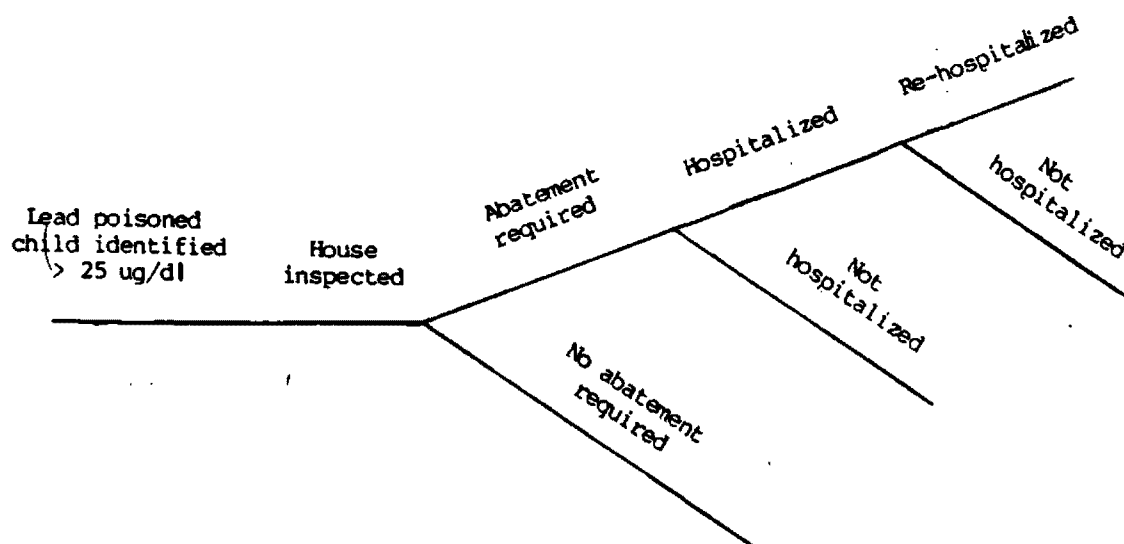 Lead poisoned
child identified
> 25 ug/dl
House
inspected
Abatement
required
Hospitalized
Re-hospitalized
Not
hospitalized
Not
hospitalized
No abatement
required